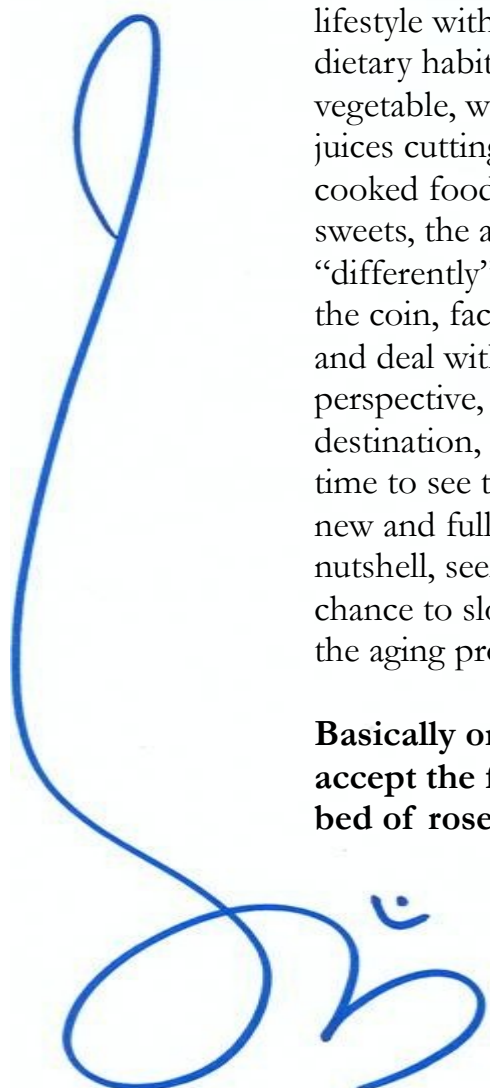 lifestyle with
dietary habit
vegetable, w
juices cutting
cooked food
sweets, the a
“differently”
the coin, fac
and deal with
perspective,
destination,
time to see t
new and full
nutshell, see
chance to slo
the aging pro
Basically or
accept the f
bed of rose